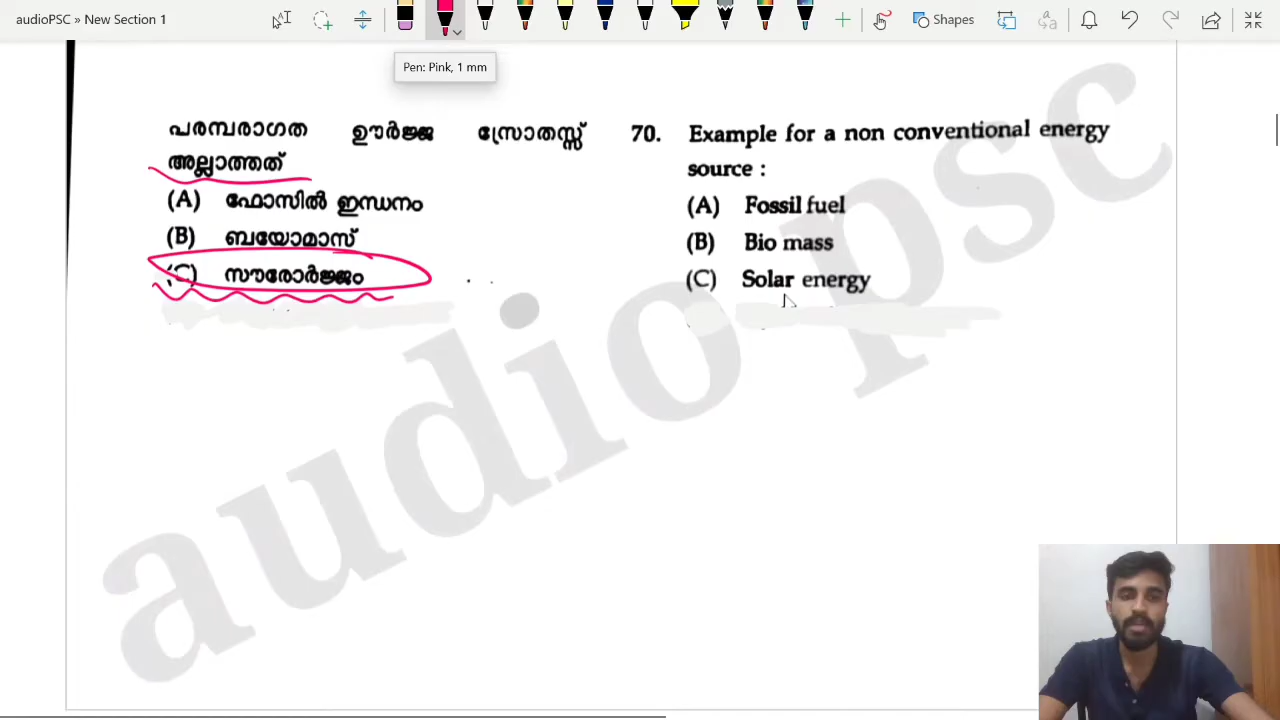 audioPSC » New Section 1
Shapes
Pen: Pink, 1 mm
പരമ്പരാഗത ഊർജ്ജ സ്രോതസ്സ്
അല്ലാത്തത്
(A) ഫോസിൽ ഇന്ധനം
(B) ബയോമാസ്
(C) സൗരോർജ്ജം
70. Example for a non conventional energy
source :
(A) Fossil fuel
(B) Bio mass
(C) Solar energy
audio psc